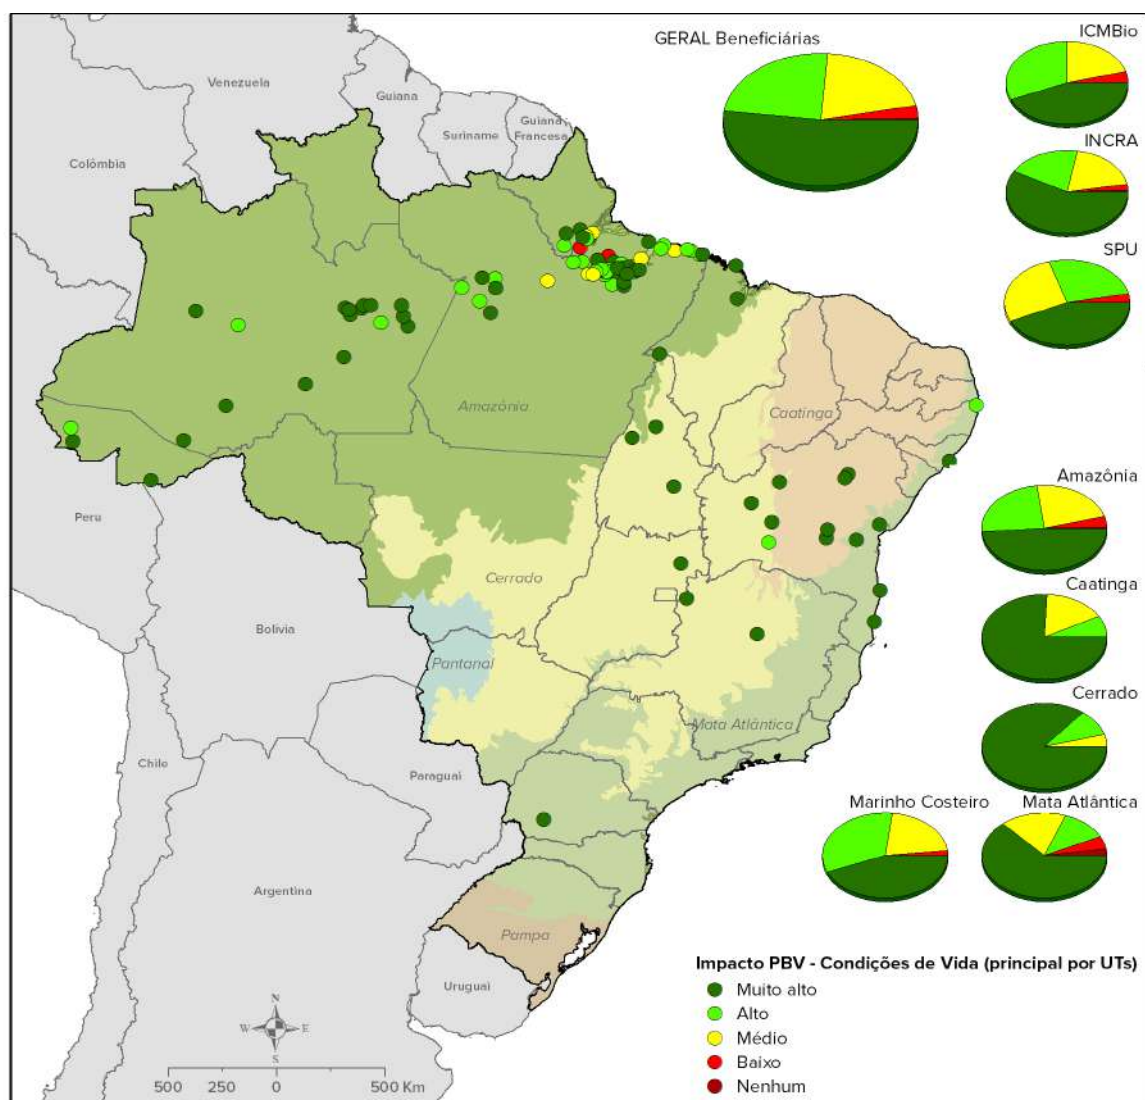 GERAL Beneficiárias
ICMBio
INCRA
SPU
Venezuela
Guiana
Suriname
Guiana
Francesa
Colômbia
Amazônia
Caatinga
Peru
Cerrado
Bolívia
Pantanal
Mata Atlântica
Chile
Paraguai
Argentina
Pampa
Uruguai
Amazônia
Caatinga
Cerrado
Marinho Costeiro
Mata Atlântica
N
W
E
S
500
250
0
500 Km
Impacto PBV - Condições de Vida (principal por UTs)
Muito alto
Alto
Médio
Baixo
Nenhum